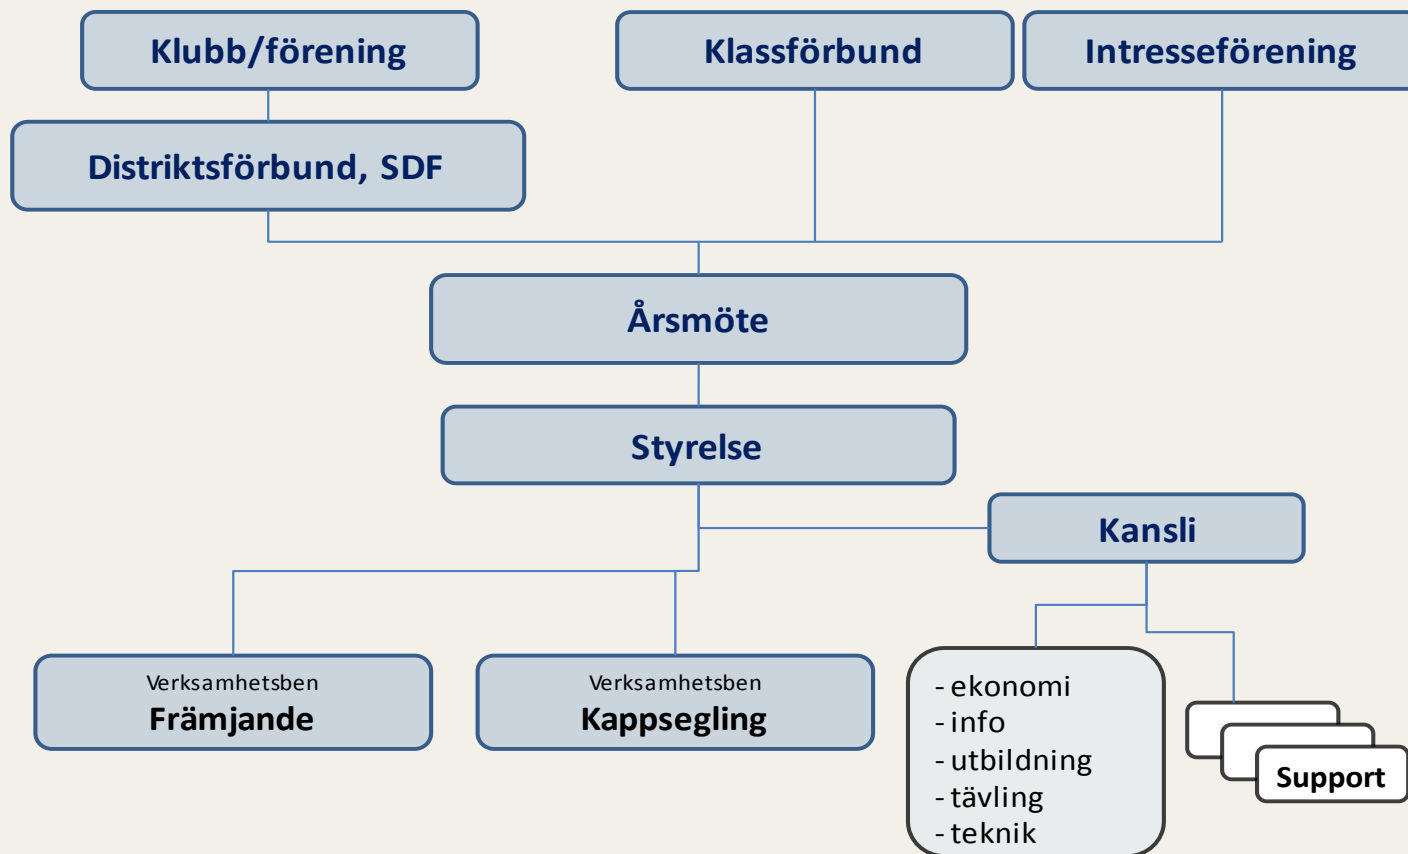 Klubb/förening
Klassförbund
Intresseförening
Distriktsförbund, SDF
Årsmöte
Styrelse
Kansli
Verksamhetsben
Främjande
Verksamhetsben
Kappsegling
- ekonomi
- info
- utbildning
- tävling
- teknik
Support